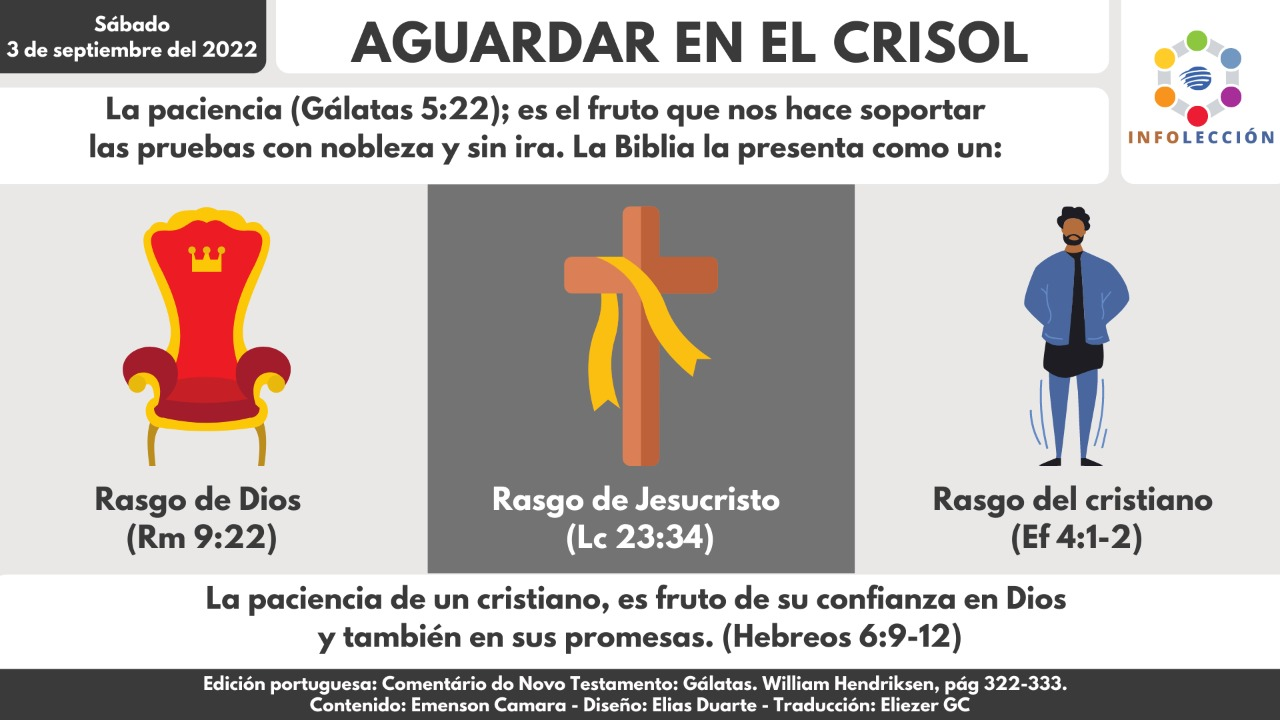 Sábado
3 de septiembre del 2022
AGUARDAR EN EL CRISOL
INFOLECCIÓN
La paciencia (Gálatas 5:22); es el fruto que nos hace soportar
las pruebas con nobleza y sin ira. La Biblia la presenta como un:
Rasgo de Dios
(Rm 9:22)
Rasgo de Jesucristo
(Lc 23:34)
Rasgo del cristiano
(Ef 4:1-2)
La paciencia de un cristiano, es fruto de su confianza en Dios
y también en sus promesas. (Hebreos 6:9-12)
Edición portuguesa: Comentário do Novo Testamento: Gálatas. William Hendriksen, pág 322-333.
Contenido: Emenson Camara - Diseño: Elias Duarte - Traducción: Eliezer GC